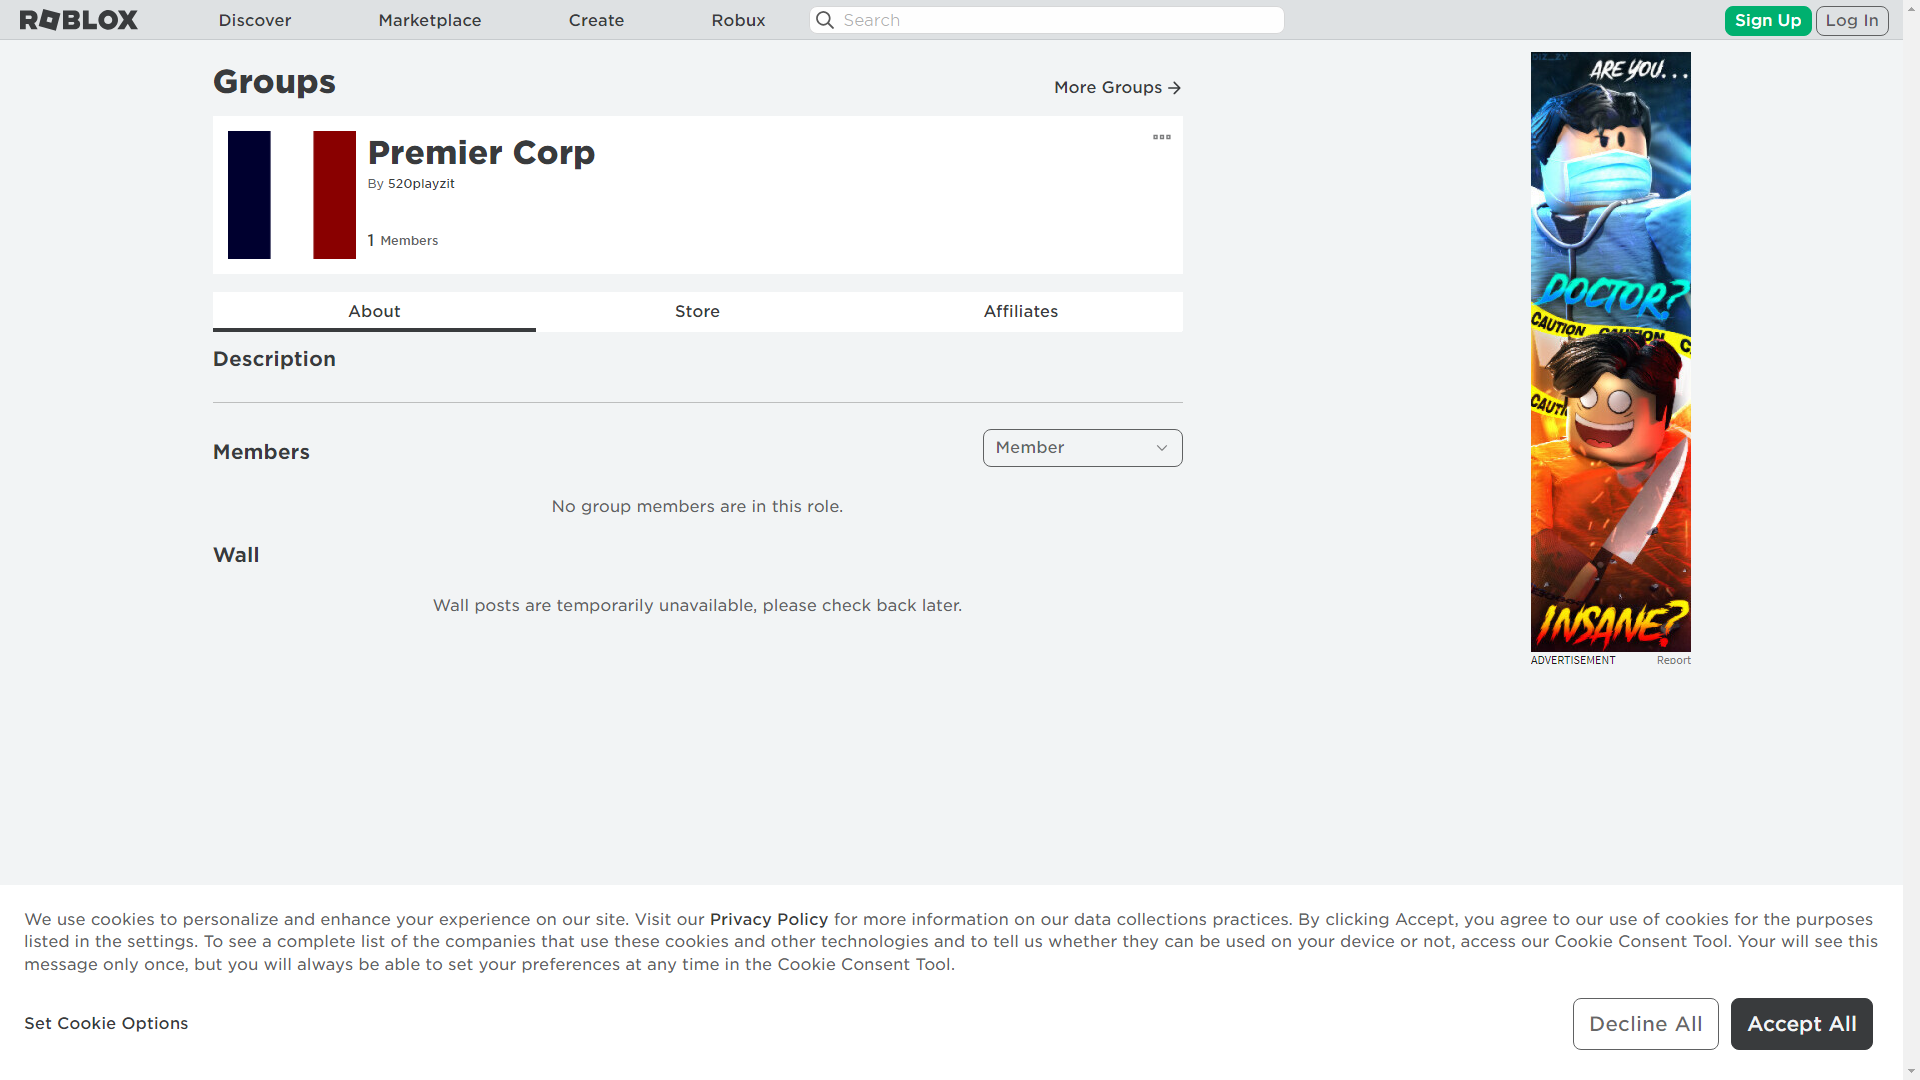 ROBLOX
Discover
Marketplace
Create
Robux
Search
Sign Up
Log In
Groups
More Groups
Premier Corp
By 520playzit
1 Members
About
Store
Affiliates
Description
Members
Member
No group members are in this role.
Wall
Wall posts are temporarily unavailable, please check back later.
ARE YOU...
DOCTOR?
CAUTION CAUTION C
CAUTI
INSANE?
ADVERTISEMENT
Report
We use cookies to personalize and enhance your experience on our site. Visit our Privacy Policy for more information on our data collections practices. By clicking Accept, you agree to our use of cookies for the purposes
listed in the settings. To see a complete list of the companies that use these cookies and other technologies and to tell us whether they can be used on your device or not, access our Cookie Consent Tool. Your will see this
message only once, but you will always be able to set your preferences at any time in the Cookie Consent Tool.
Set Cookie Options
Decline All
Accept All